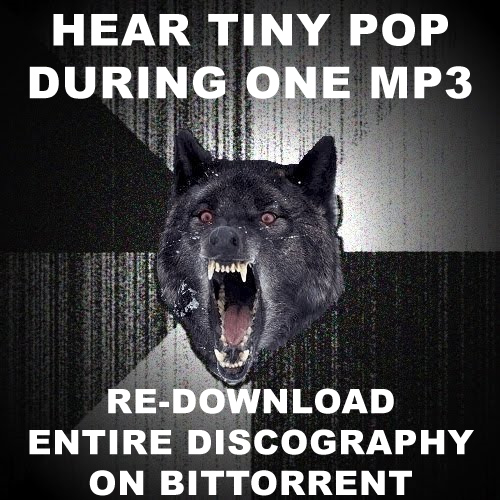 HEAR TINY POP
DURING ONE MP3
RE-DOWNLOAD
ENTIRE DISCOGRAPHY
ON BITTORRENT